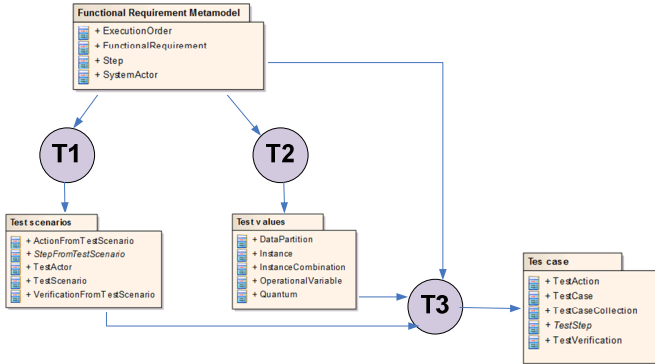 Functional Requirement Metamodel
+ ExecutionOrder
+ FunctionalRequirement
+ Step
+ SystemActor
T1
T2
Test scenarios
+ ActionFromTestScenario
+ StepFromTestScenario
+ TestActor
+ TestScenario
+ VerificationFromTestScenario
Test values
+ DataPartition
+ Instance
+ InstanceCombination
+ OperationalVariable
+ Quantum
T3
Tes case
+ TestAction
+ TestCase
+ TestCaseCollection
+ TestStep
+ TestVerification